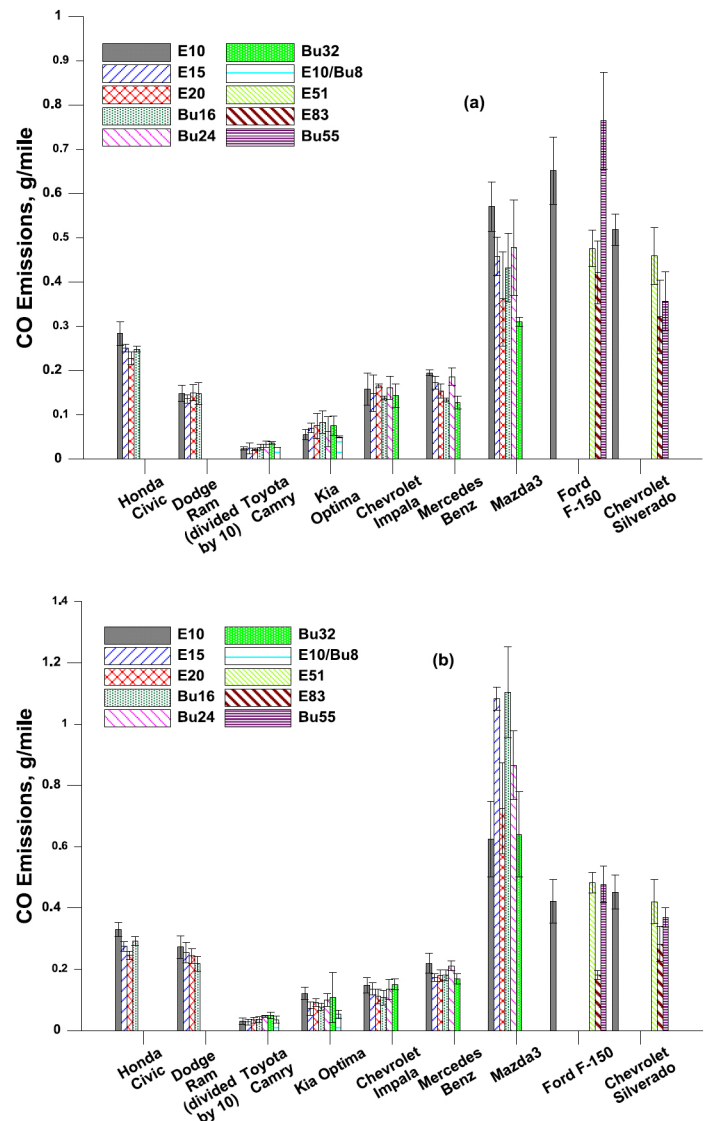 1
0.9
0.8
0.7
0.6
0.5
0.4
0.3
0.2
0.1
0
CO Emissions, g/mile
E10
E15
E20
Bu16
Bu24
Bu32
E10/Bu8
E51
E83
Bu55
(a)
Honda
Civic
Dodge
Ram
(divided
by 10)
Toyota
Camry
Kia
Optima
Chevrolet
Impala
Mercedes
Benz
Mazda3
Ford
F-150
Chevrolet
Silverado
1.4
1.2
1
0.8
0.6
0.4
0.2
0
CO Emissions, g/mile
E10
E15
E20
Bu16
Bu24
Bu32
E10/Bu8
E51
E83
Bu55
(b)
Honda
Civic
Dodge
Ram
(divided
by 10)
Toyota
Camry
Kia Optima
Chevrolet
Impala
Mercedes
Benz
Mazda3
Ford F-150
Chevrolet
Silverado